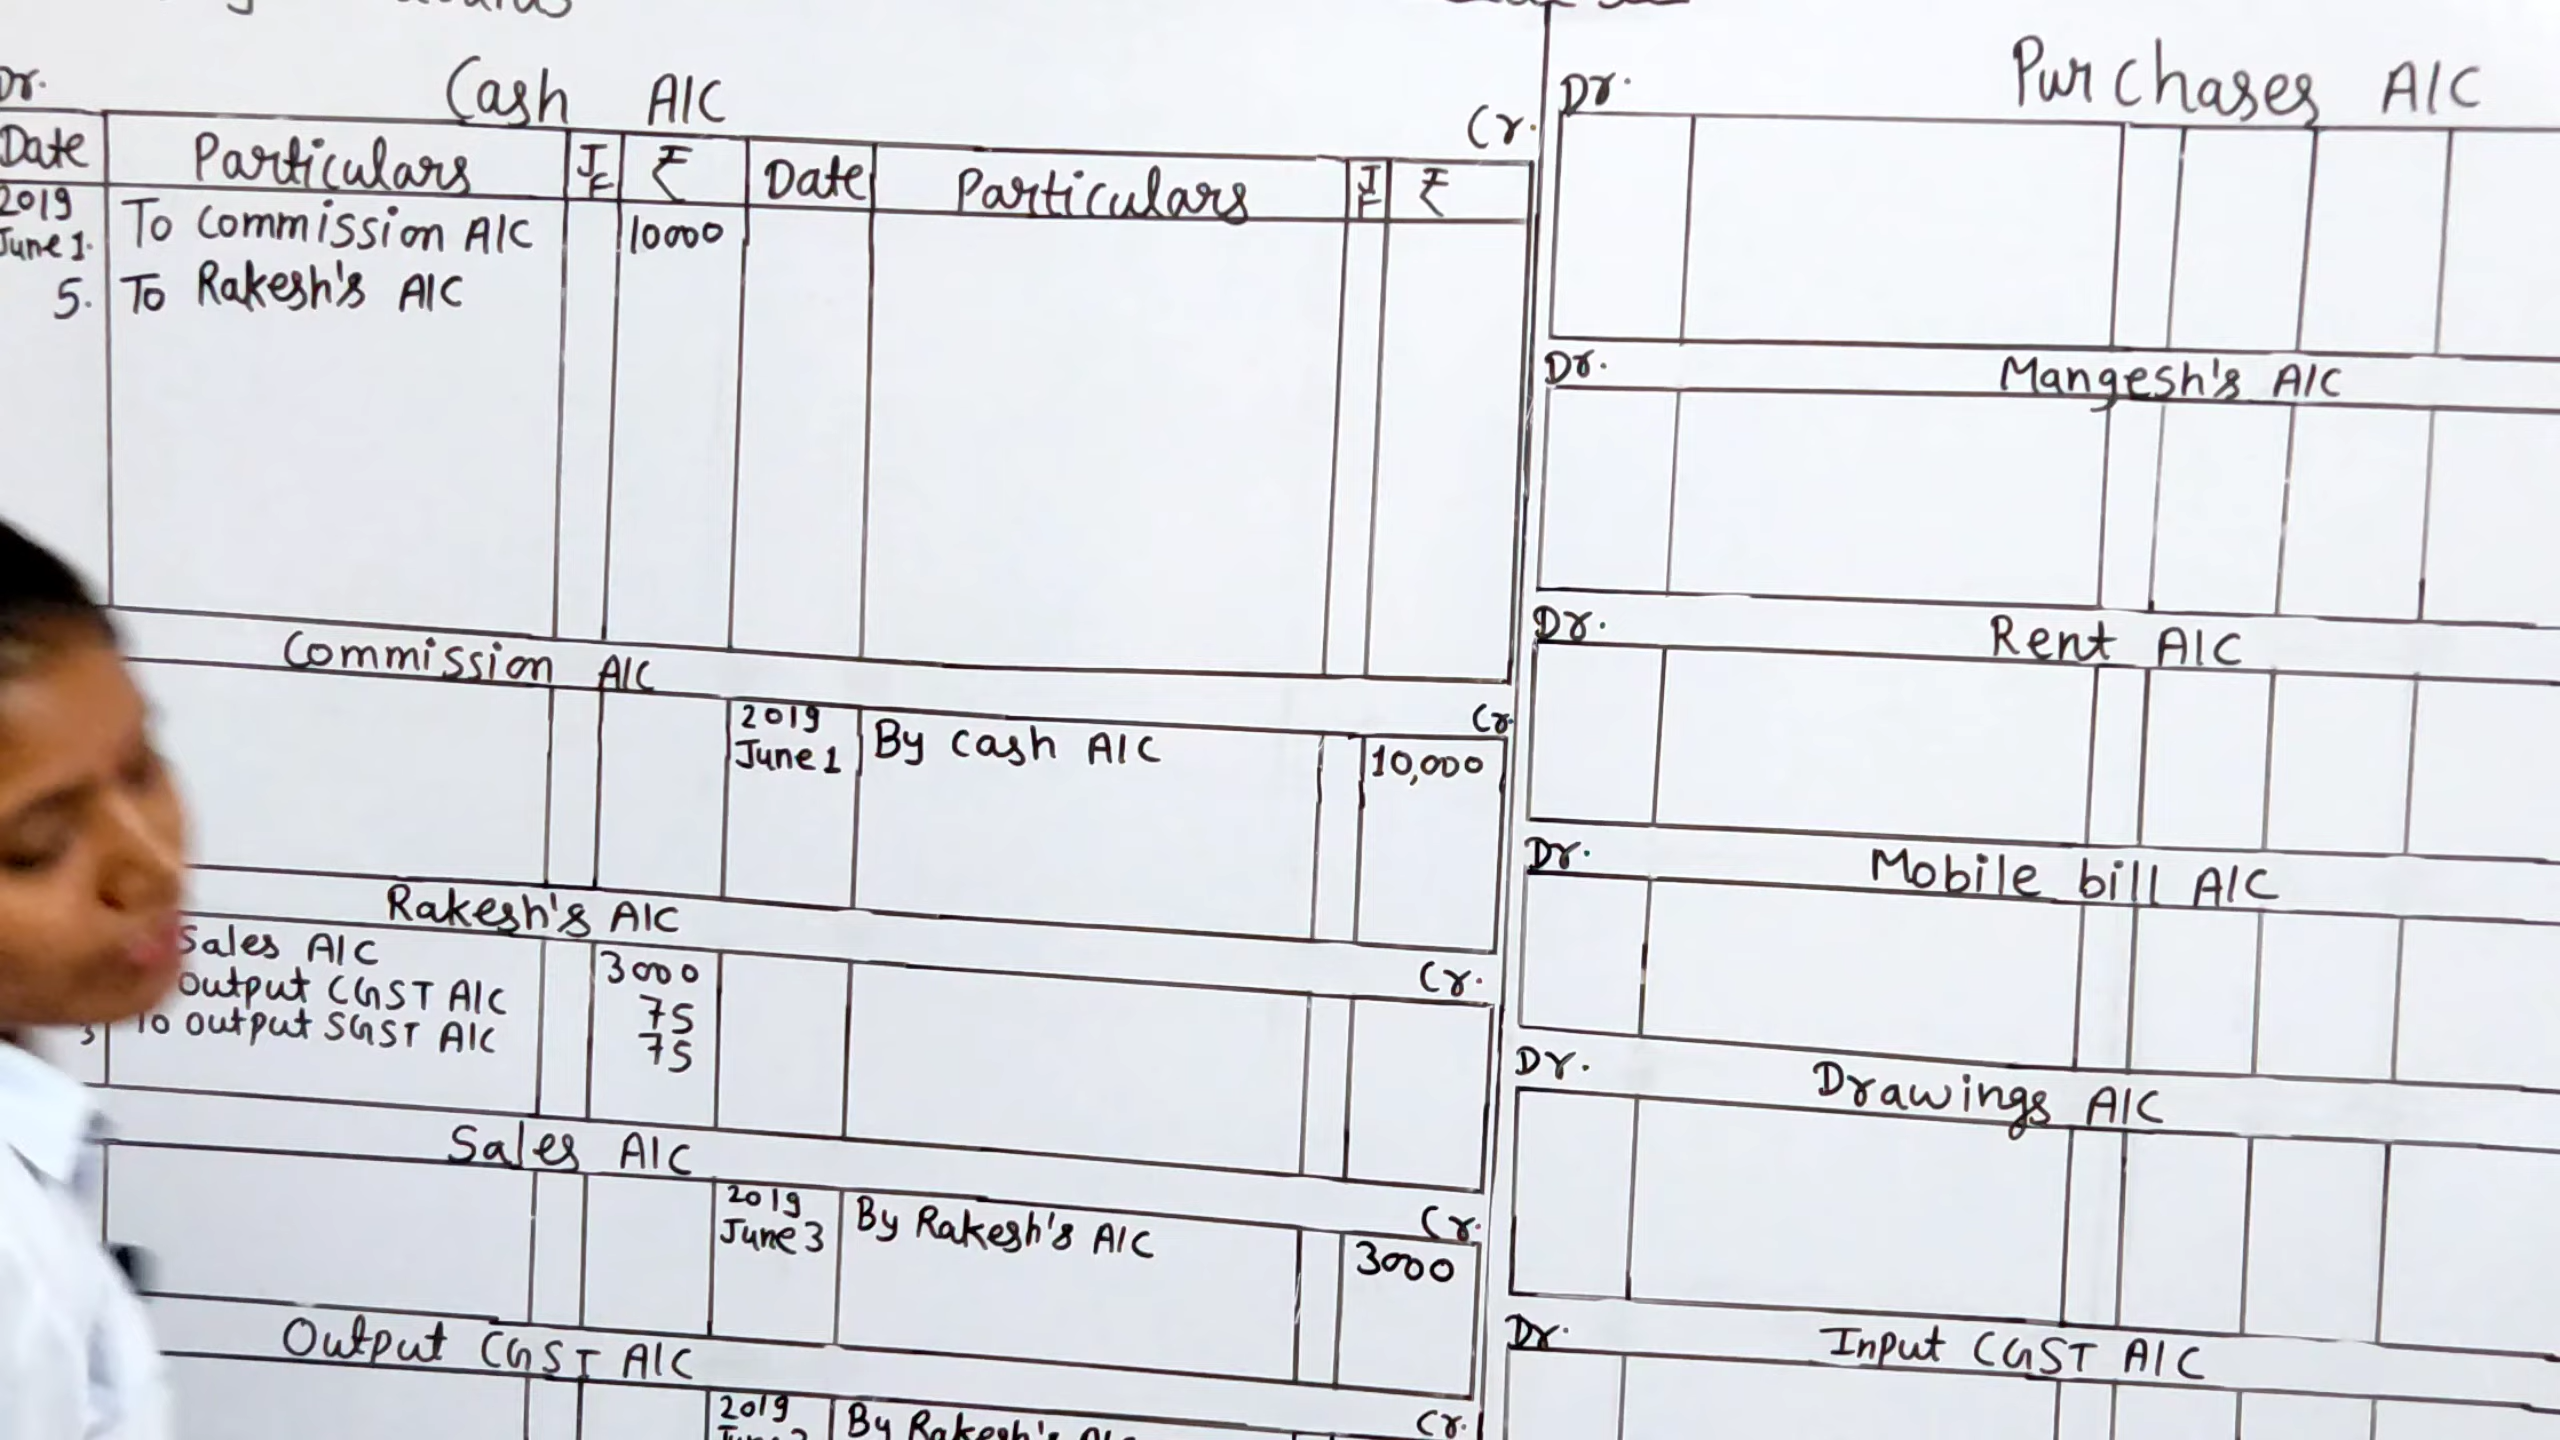 Dr.
Cash A/C
Cr.
Date
Particulars
J
F
₹
Date
Particulars
J
F
₹
2019
June 1.
To Commission A/C
10000
5.
To Rakesh's A/C
Commission A/C
Cr.
2019
June 1
By Cash A/C
10,000
Rakesh's A/C
Cr.
Sales A/C
3000
Output CGST A/C
75
3
To Output SGST A/C
75
Sales A/C
Cr.
2019
June 3
By Rakesh's A/C
3000
Output CGST A/C
Cr.
2019
By Rakesh's A/C
Dr.
Purchases A/C
Dr.
Mangesh's A/C
Dr.
Rent A/C
Dr.
Mobile bill A/C
Dr.
Drawings A/C
Dr.
Input CGST A/C